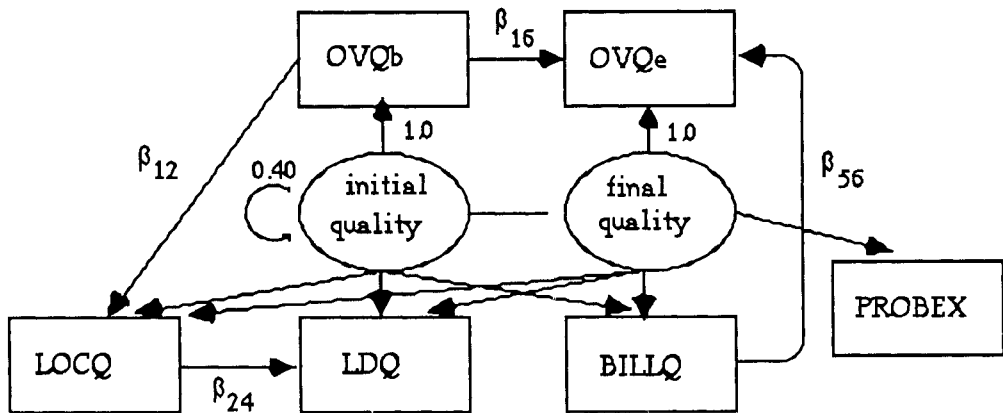 β16
OVQb
OVQe
1.0
1.0
β12
0.40
initial
quality
final
quality
β56
PROBEX
LOCQ
β24
LDQ
BILLQ